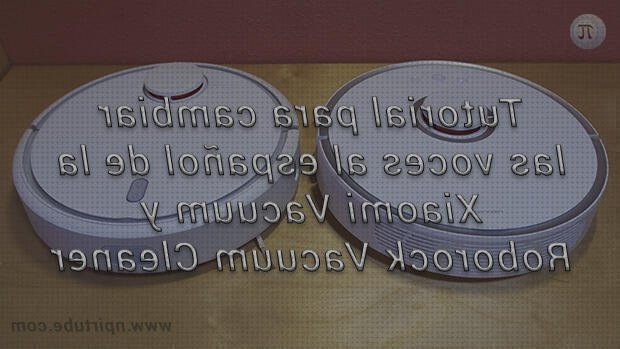 Tutorial para cambiar
las voces al español de la
Xiaomi Vacuum y
Roborock Vacuum Cleaner
www.npirtube.com